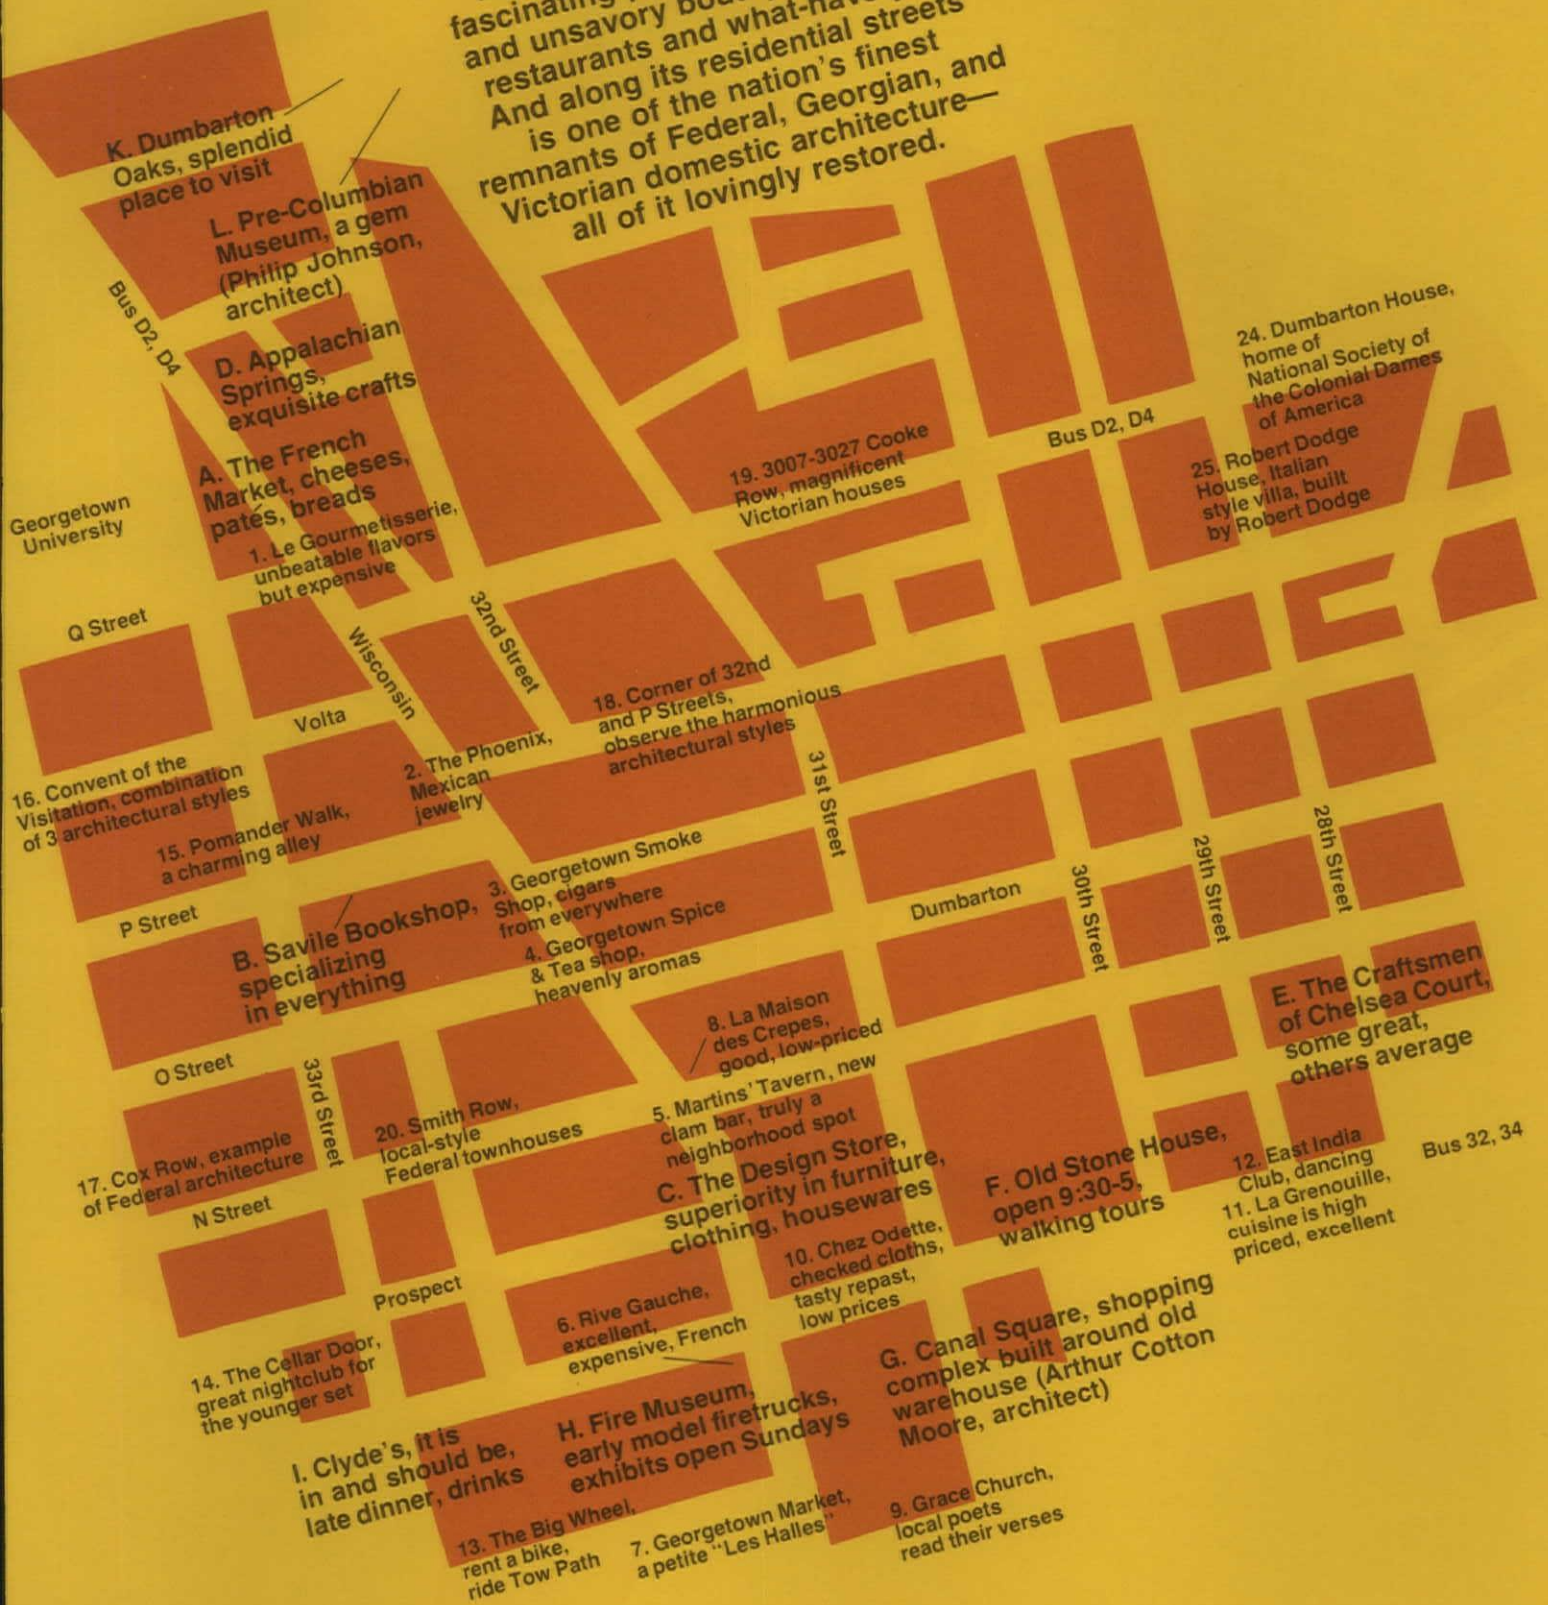 fascinating
and unsavory
restaurants and
And along its residential streets
is one of the nation's finest
remnants of Federal, Georgian, and
Victorian domestic architecture—
all of it lovingly restored.
K. Dumbarton
Oaks, splendid
place to visit
L. Pre-Columbian
Museum, a gem
(Philip Johnson,
architect)
Bus D2, D4
D. Appalachian
Springs,
exquisite crafts
24. Dumbarton House,
home of
National Society of
the Colonial Dames
of America
Bus D2, D4
25. Robert Dodge
House, Italian
style villa, built
by Robert Dodge
19. 3007-3027 Cooke
Row, magnificent
Victorian houses
A. The French
Market, cheeses,
patés, breads
Georgetown
University
1. Le Gourmetisserie,
unbeatable flavors
but expensive
Q Street
32nd Street
Wisconsin
18. Corner of 32nd
and P Streets,
observe the harmonious
architectural styles
Volta
2. The Phoenix,
Mexican
jewelry
16. Convent of the
Visitation, combination
of 3 architectural styles
15. Pomander Walk,
a charming alley
31st Street
3. Georgetown Smoke
Shop, cigars
from everywhere
28th Street
29th Street
30th Street
Dumbarton
P Street
B. Savile Bookshop,
specializing
in everything
4. Georgetown Spice
& Tea shop,
heavenly aromas
E. The Craftsmen
of Chelsea Court,
some great,
others average
8. La Maison
des Crepes,
good, low-priced
O Street
33rd Street
5. Martins' Tavern, new
clam bar, truly a
neighborhood spot
20. Smith Row,
local-style
Federal townhouses
17. Cox Row, example
of Federal architecture
C. The Design Store,
superiority in furniture,
clothing, housewares
F. Old Stone House,
open 9:30-5,
walking tours
12. East India
Club, dancing
Bus 32, 34
11. La Grenouille,
cuisine is high
priced, excellent
N Street
10. Chez Odette,
checked cloths,
tasty repast,
low prices
Prospect
6. Rive Gauche,
excellent,
expensive, French
G. Canal Square, shopping
complex built around old
warehouse (Arthur Cotton
Moore, architect)
14. The Cellar Door,
great nightclub for
the younger set
H. Fire Museum,
early model firetrucks,
exhibits open Sundays
I. Clyde's, it is
in and should be,
late dinner, drinks
13. The Big Wheel,
rent a bike,
ride Tow Path
7. Georgetown Market,
a petite "Les Halles"
9. Grace Church,
local poets
read their verses